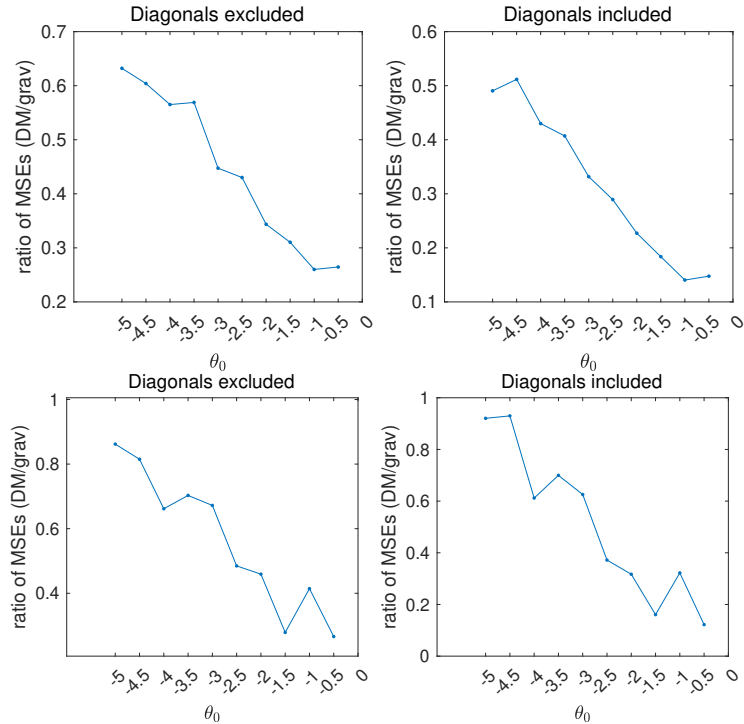 Diagonals excluded
ratio of MSEs (DM/grav)
0.7
0.6
0.5
0.4
0.3
0.2
-5 -4.5 -4 -3.5 -3 -2.5 -2 -1.5 -1 -0.5 0
θ0
Diagonals included
ratio of MSEs (DM/grav)
0.6
0.5
0.4
0.3
0.2
0.1
-5 -4.5 -4 -3.5 -3 -2.5 -2 -1.5 -1 -0.5 0
θ0
Diagonals excluded
ratio of MSEs (DM/grav)
1
0.8
0.6
0.4
-5 -4.5 -4 -3.5 -3 -2.5 -2 -1.5 -1 -0.5 0
θ0
Diagonals included
ratio of MSEs (DM/grav)
1
0.8
0.6
0.4
0.2
0
-5 -4.5 -4 -3.5 -3 -2.5 -2 -1.5 -1 -0.5 0
θ0